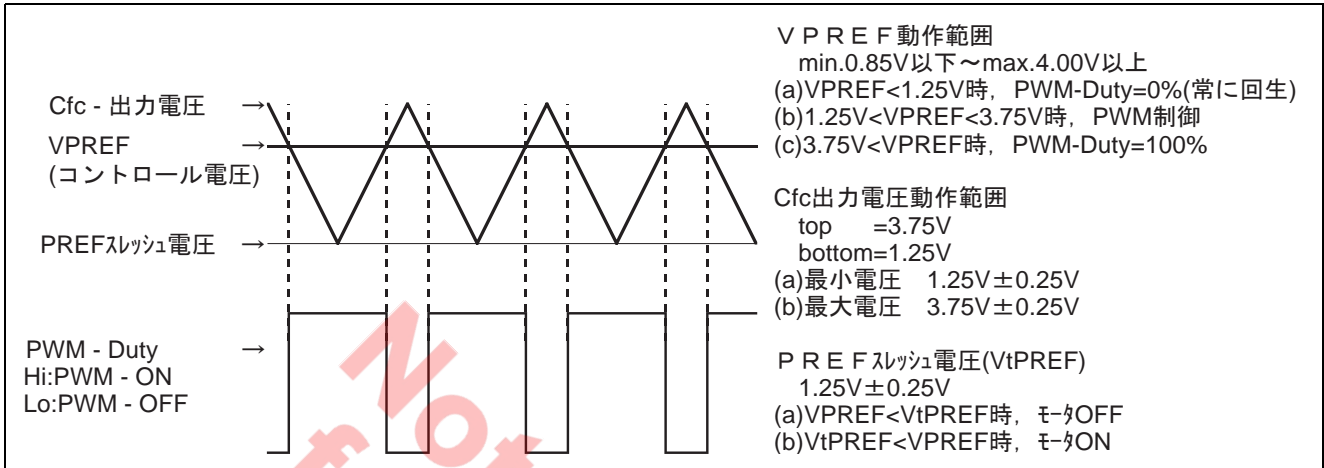 Cfc - 出力電圧 →
VPREF →
(コントロール電圧)
PREFスレッシュ電圧 →
PWM - Duty →
Hi:PWM - ON
Lo:PWM - OFF
ＶＰＲＥＦ動作範囲
min.0.85V以下～max.4.00V以上
(a)VPREF<1.25V時，PWM-Duty=0%(常に回生)
(b)1.25V<VPREF<3.75V時，PWM制御
(c)3.75V<VPREF時，PWM-Duty=100%
Cfc出力電圧動作範囲
top =3.75V
bottom=1.25V
(a)最小電圧 1.25V±0.25V
(b)最大電圧 3.75V±0.25V
ＰＲＥＦスレッシュ電圧(VtPREF)
1.25V±0.25V
(a)VPREF<VtPREF時，モータOFF
(b)VtPREF<VPREF時，モータON
Not
f